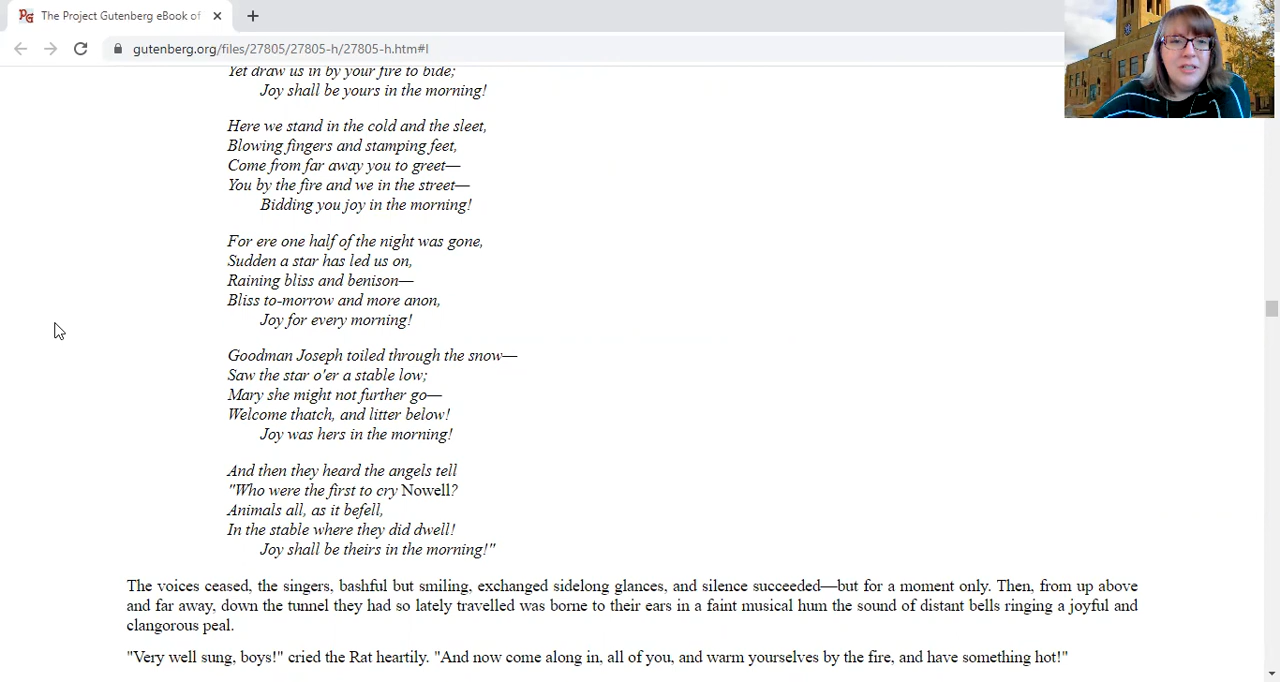 The Project Gutenberg eBook of
gutenberg.org/files/27805/27805-h/27805-h.htm#I
Yet draw us in by your fire to bide;
Joy shall be yours in the morning!
Here we stand in the cold and the sleet,
Blowing fingers and stamping feet,
Come from far away you to greet—
You by the fire and we in the street—
Bidding you joy in the morning!
For ere one half of the night was gone,
Sudden a star has led us on,
Raining bliss and benison—
Bliss to-morrow and more anon,
Joy for every morning!
Goodman Joseph toiled through the snow—
Saw the star o'er a stable low;
Mary she might not further go—
Welcome thatch, and litter below!
Joy was hers in the morning!
And then they heard the angels tell
"Who were the first to cry Nowell?
Animals all, as it befell,
In the stable where they did dwell!
Joy shall be theirs in the morning!"
The voices ceased, the singers, bashful but smiling, exchanged sidelong glances, and silence succeeded—but for a moment only. Then, from up above
and far away, down the tunnel they had so lately travelled was borne to their ears in a faint musical hum the sound of distant bells ringing a joyful and
clangorous peal.
"Very well sung, boys!" cried the Rat heartily. "And now come along in, all of you, and warm yourselves by the fire, and have something hot!"